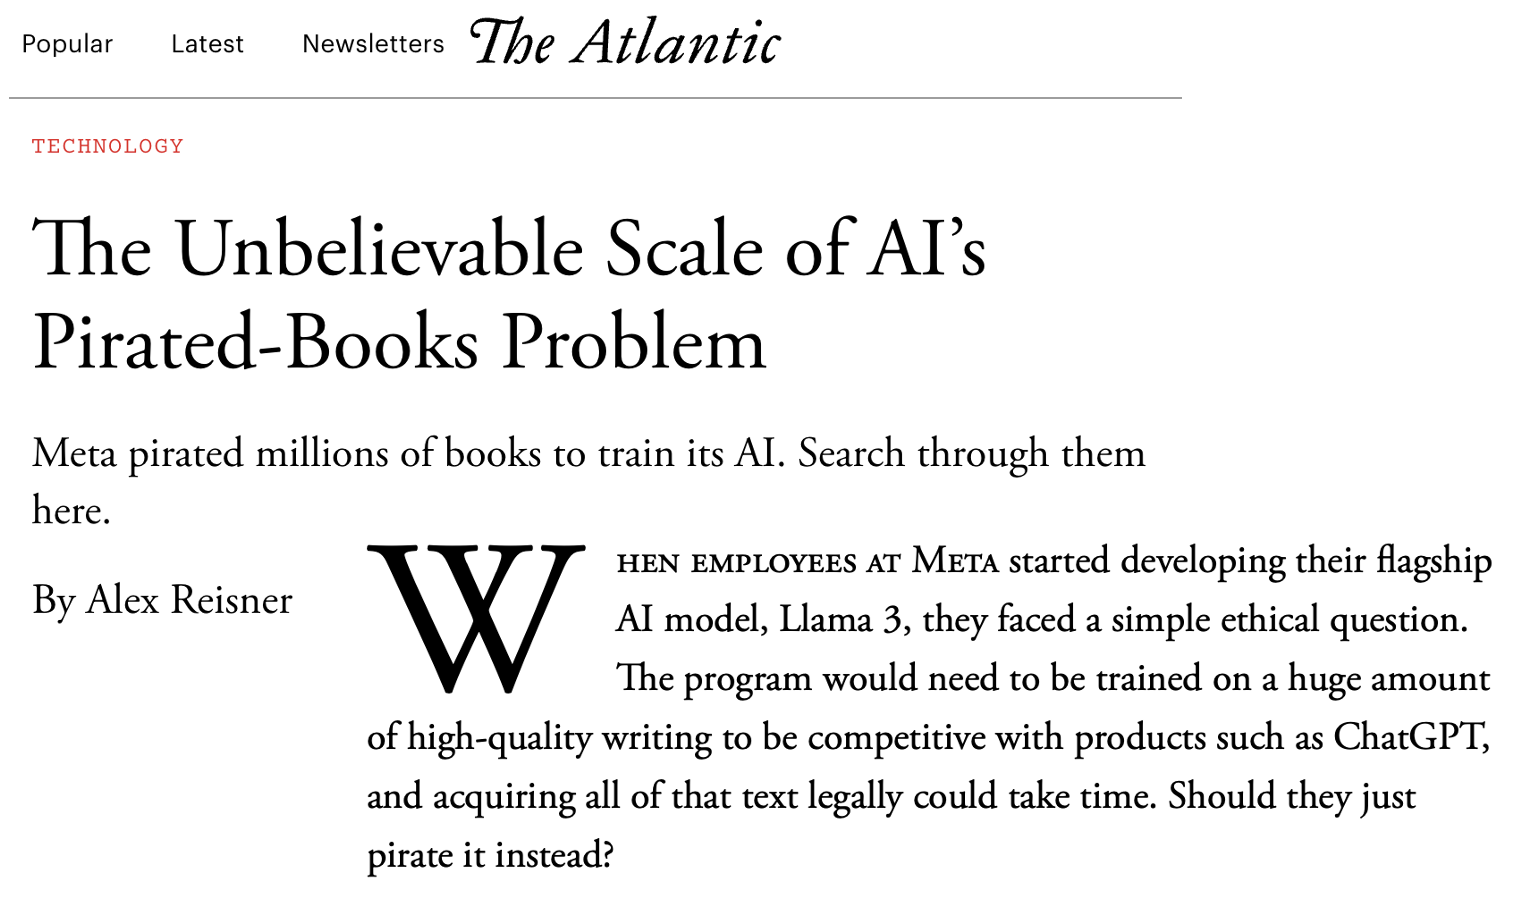 Popular Latest Newsletters The Atlantic
TECHNOLOGY
The Unbelievable Scale of AI’s
Pirated-Books Problem
Meta pirated millions of books to train its AI. Search through them
here.
By Alex Reisner
WHEN EMPLOYEES AT META started developing their flagship
AI model, Llama 3, they faced a simple ethical question.
The program would need to be trained on a huge amount
of high-quality writing to be competitive with products such as ChatGPT,
and acquiring all of that text legally could take time. Should they just
pirate it instead?